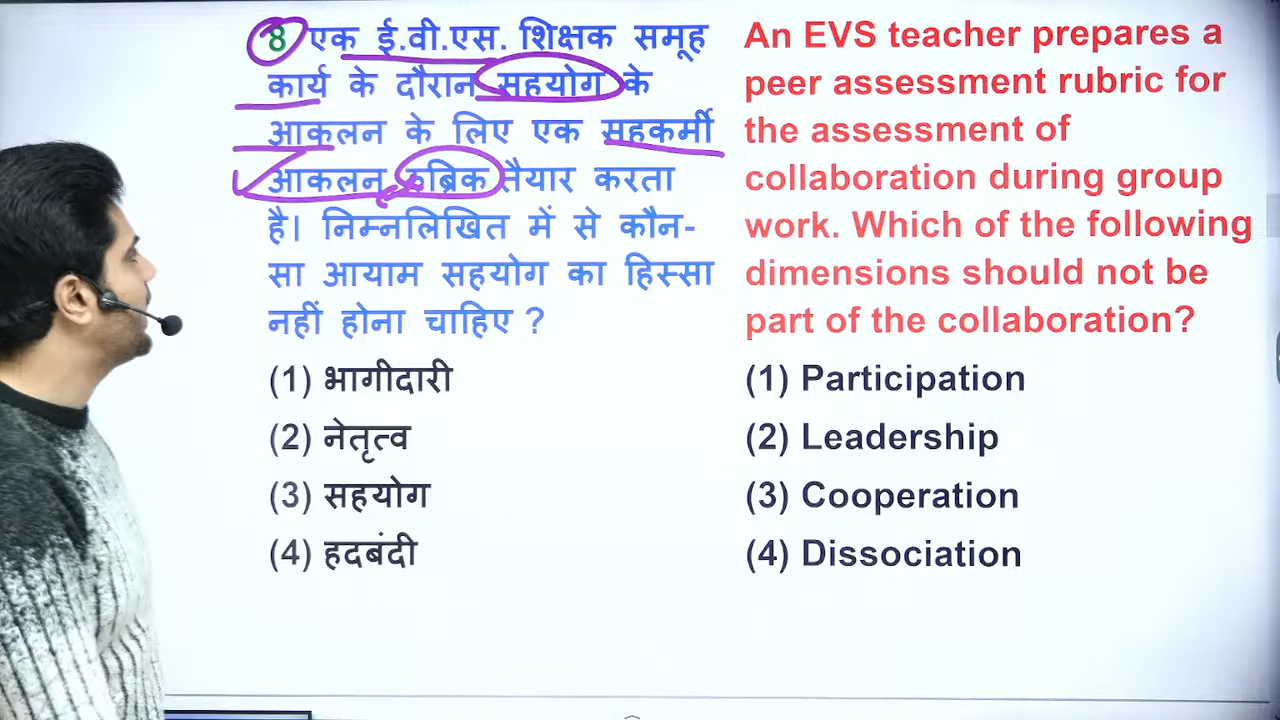 8 एक ई.वी.एस. शिक्षक समूह
कार्य के दौरान सहयोग के
आकलन के लिए एक सहकर्मी
आकलन रुब्रिक तैयार करता
है। निम्नलिखित में से कौन-
सा आयाम सहयोग का हिस्सा
नहीं होना चाहिए ?
(1) भागीदारी
(2) नेतृत्व
(3) सहयोग
(4) हदबंदी
An EVS teacher prepares a
peer assessment rubric for
the assessment of
collaboration during group
work. Which of the following
dimensions should not be
part of the collaboration?
(1) Participation
(2) Leadership
(3) Cooperation
(4) Dissociation